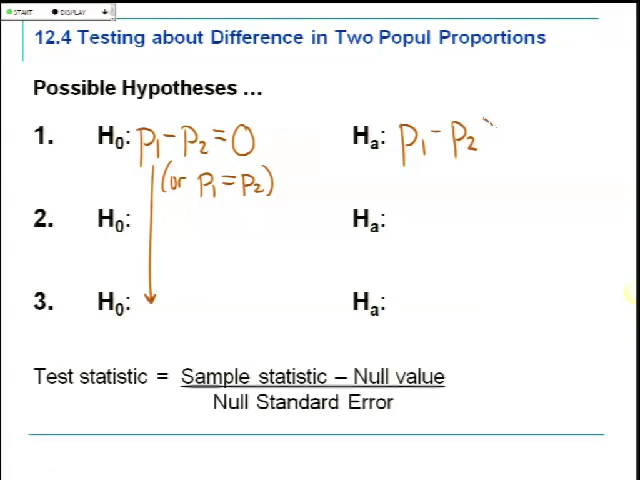 START DISPLAY
12.4 Testing about Difference in Two Popul Proportions
Possible Hypotheses …
1. H₀: p₁ − p₂ = 0 Hₐ: p₁ − p₂
(or p₁ = p₂)
2. H₀: Hₐ:
3. H₀: Hₐ:
Test statistic = Sample statistic – Null value
Null Standard Error